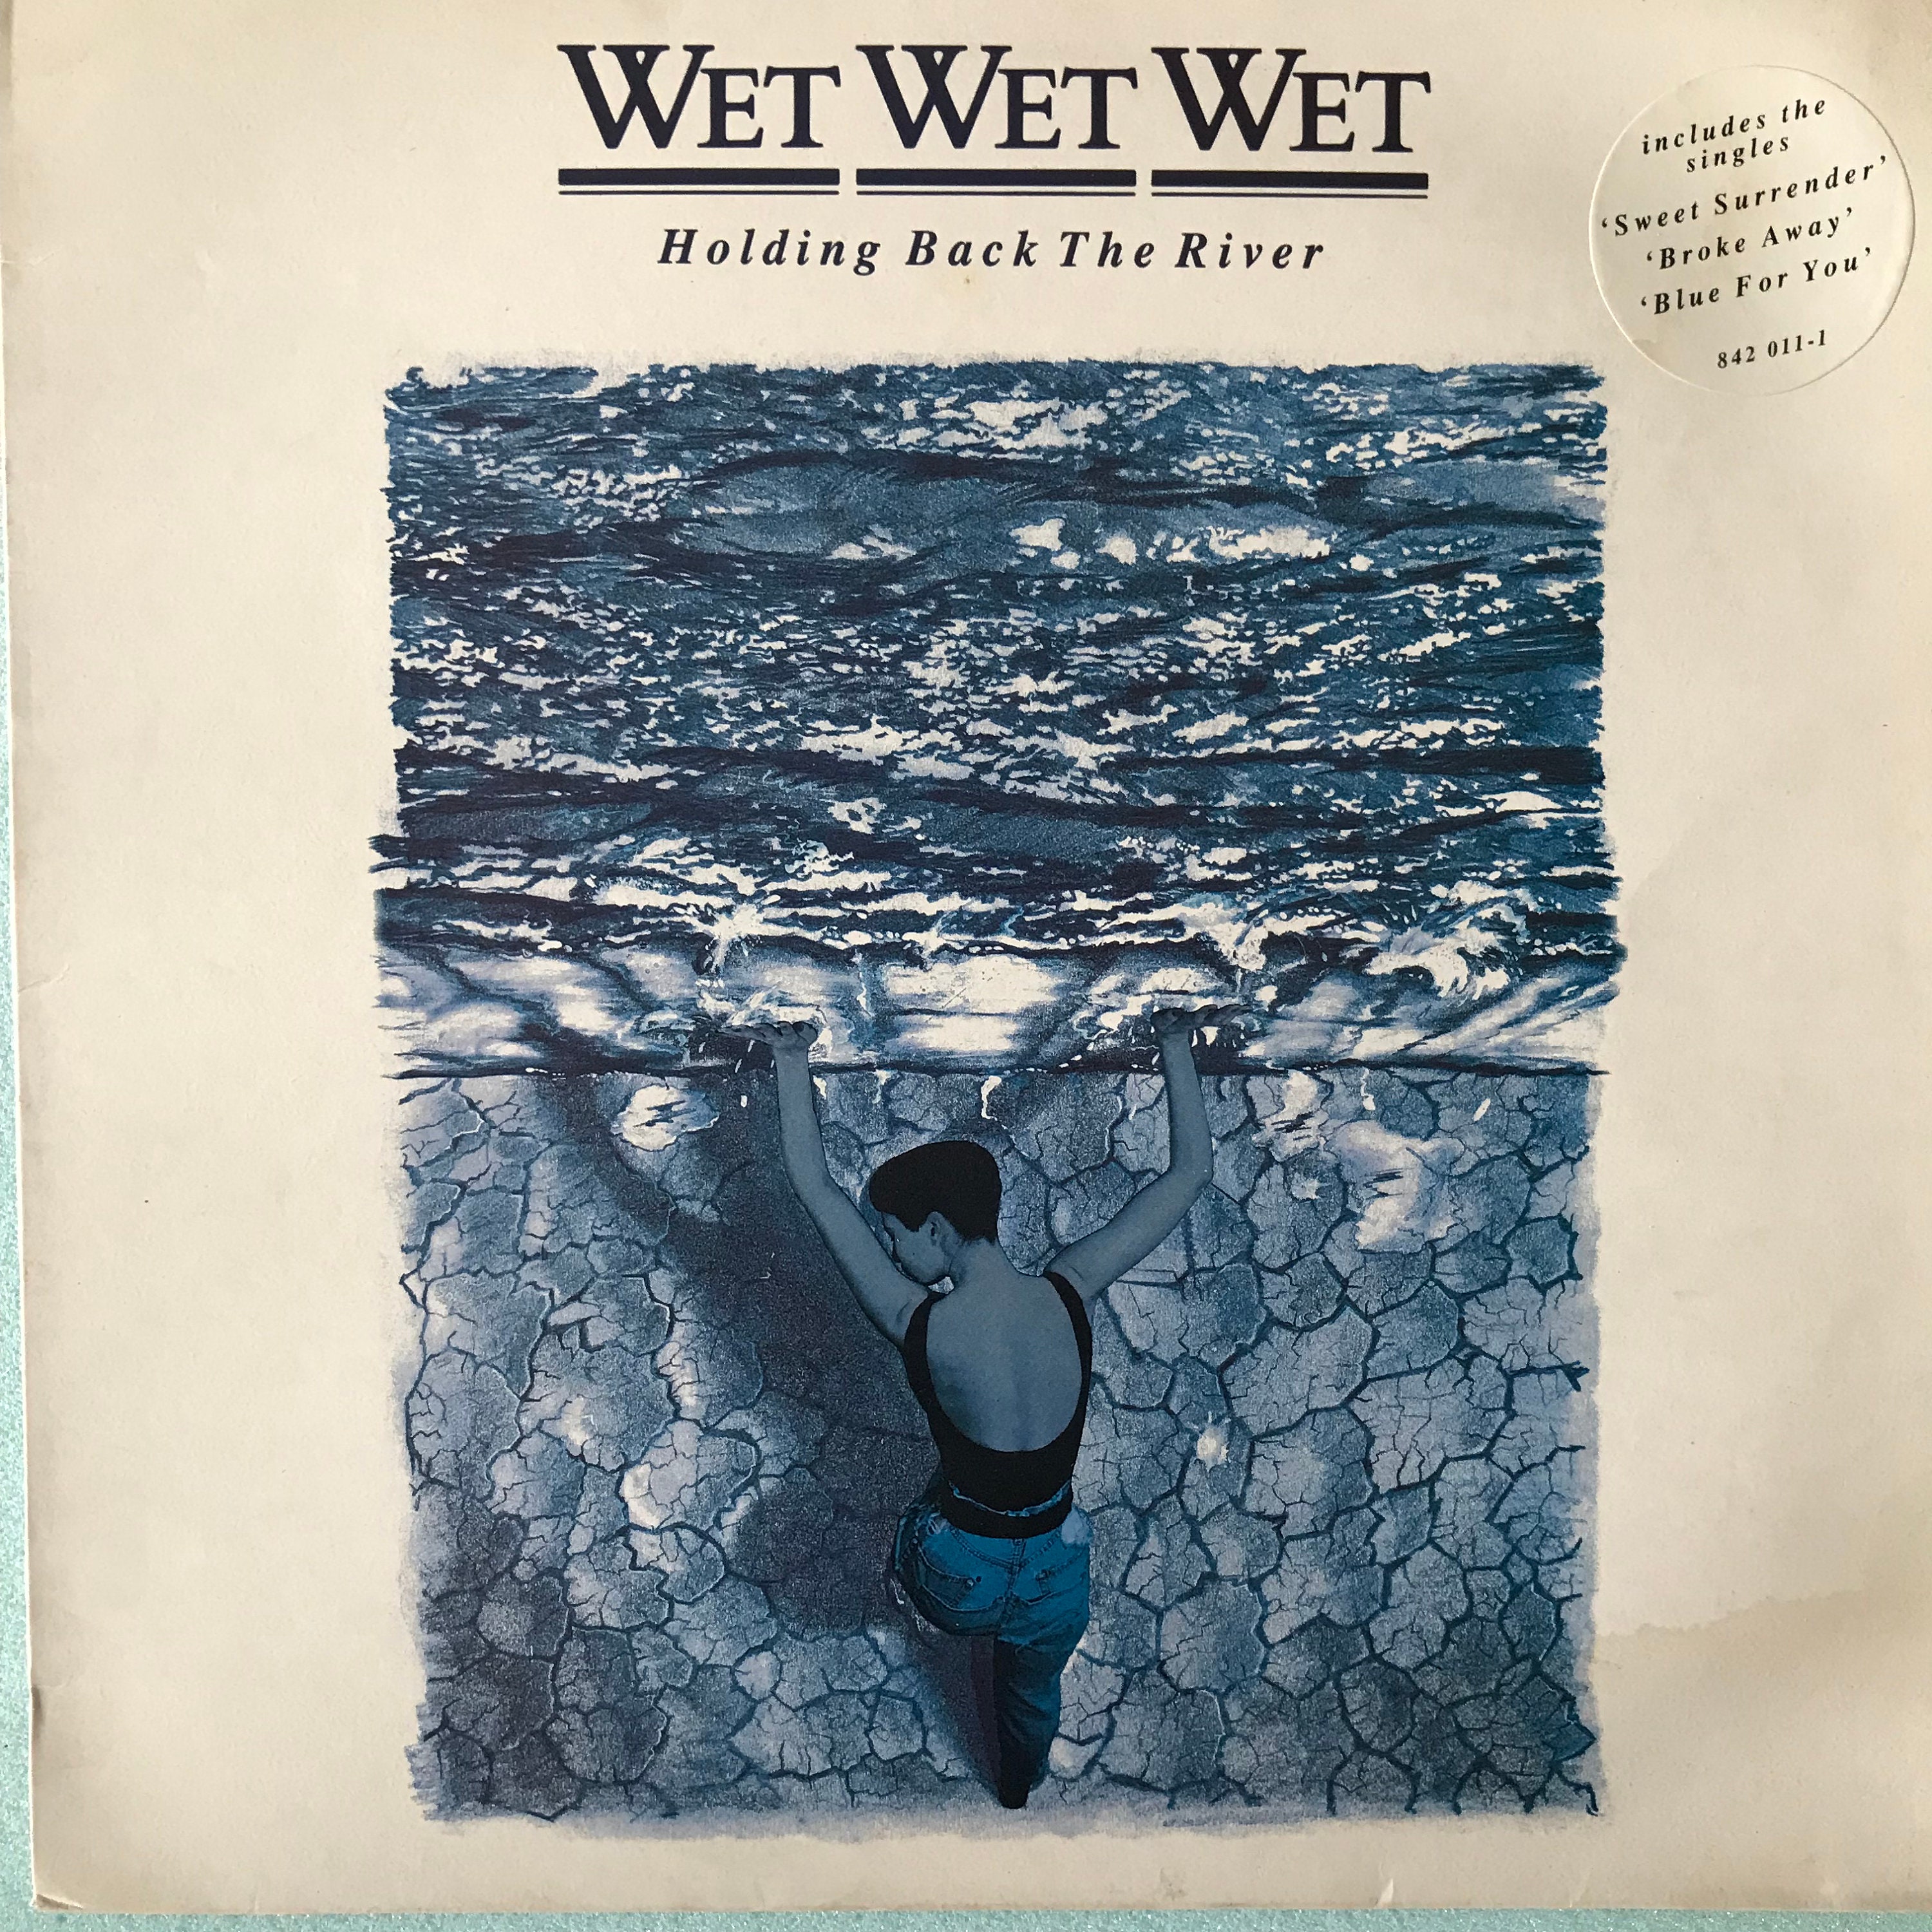 WET WET WET
Holding Back The River
includes the
singles
‘Sweet Surrender’
‘Broke Away’
‘Blue For You’
842 011-1